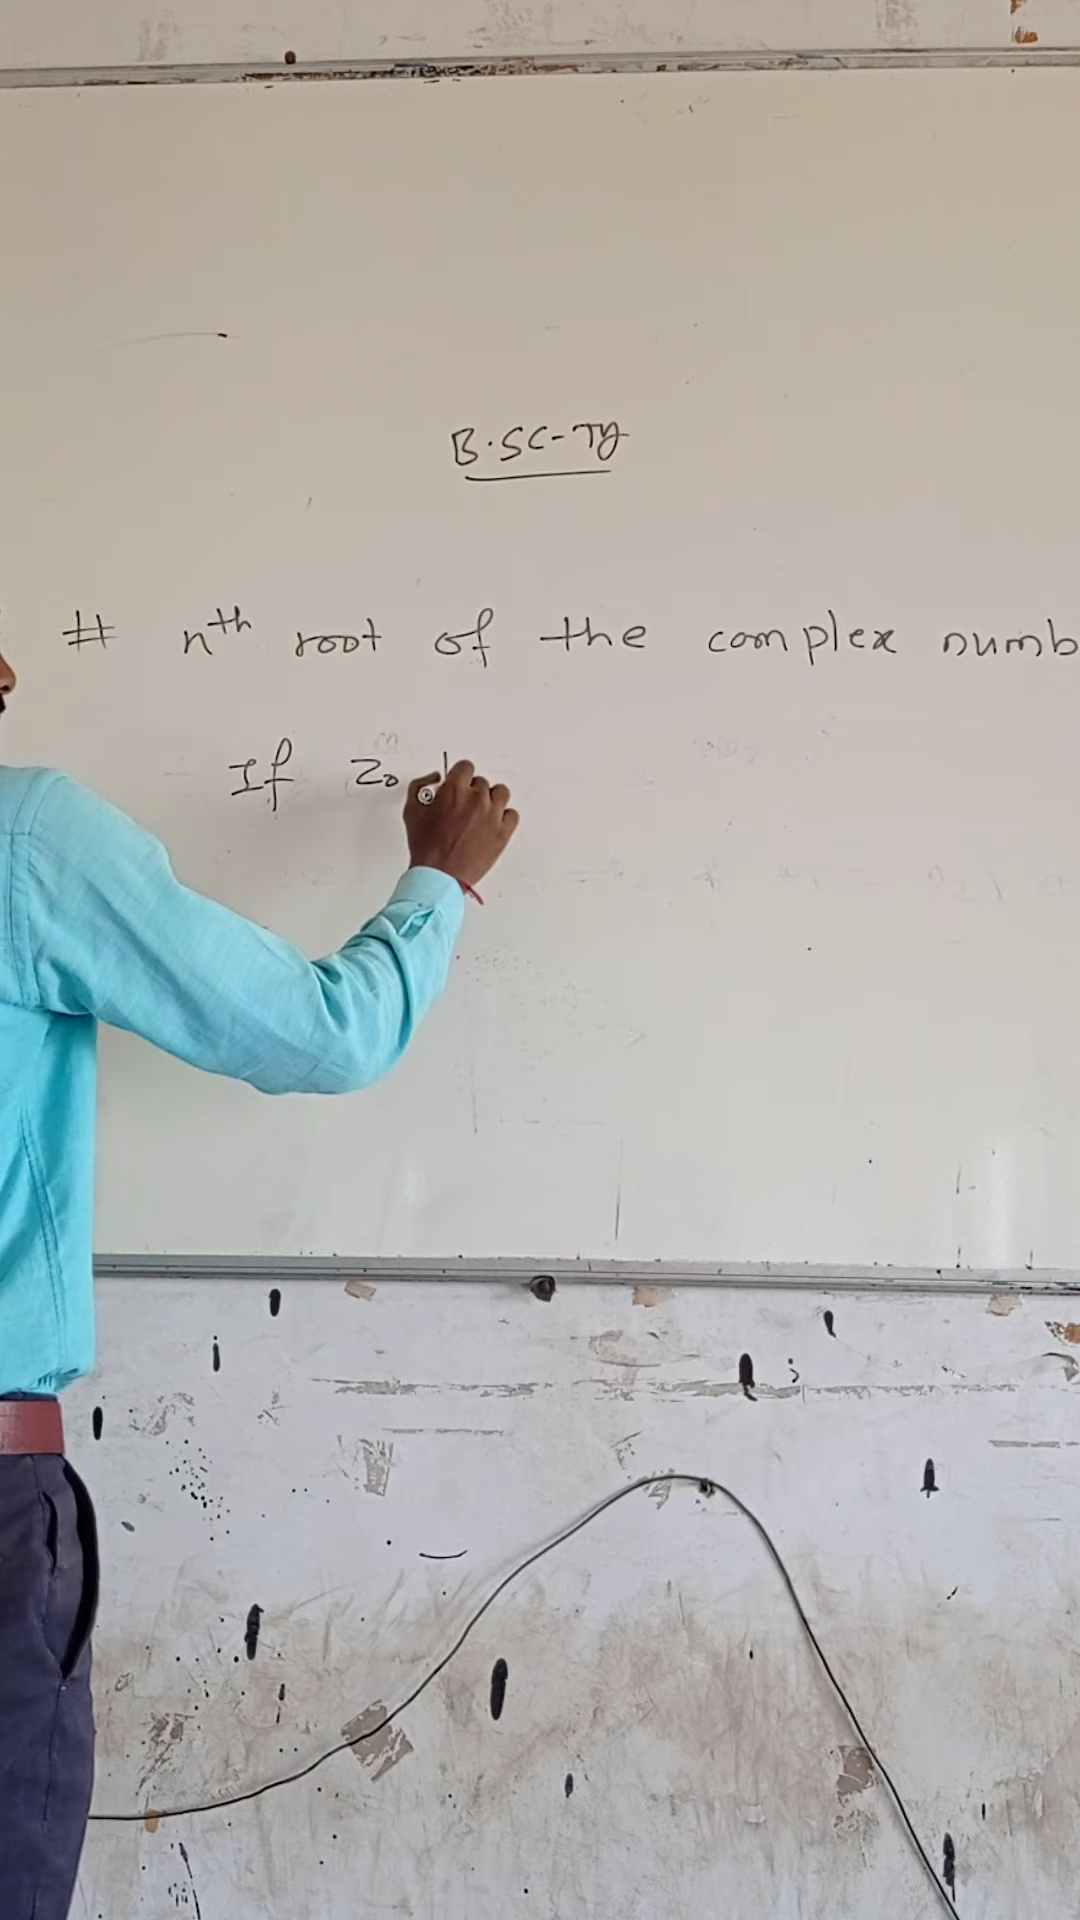 B.SC-TY
# nth root of the complex numb
If Z0